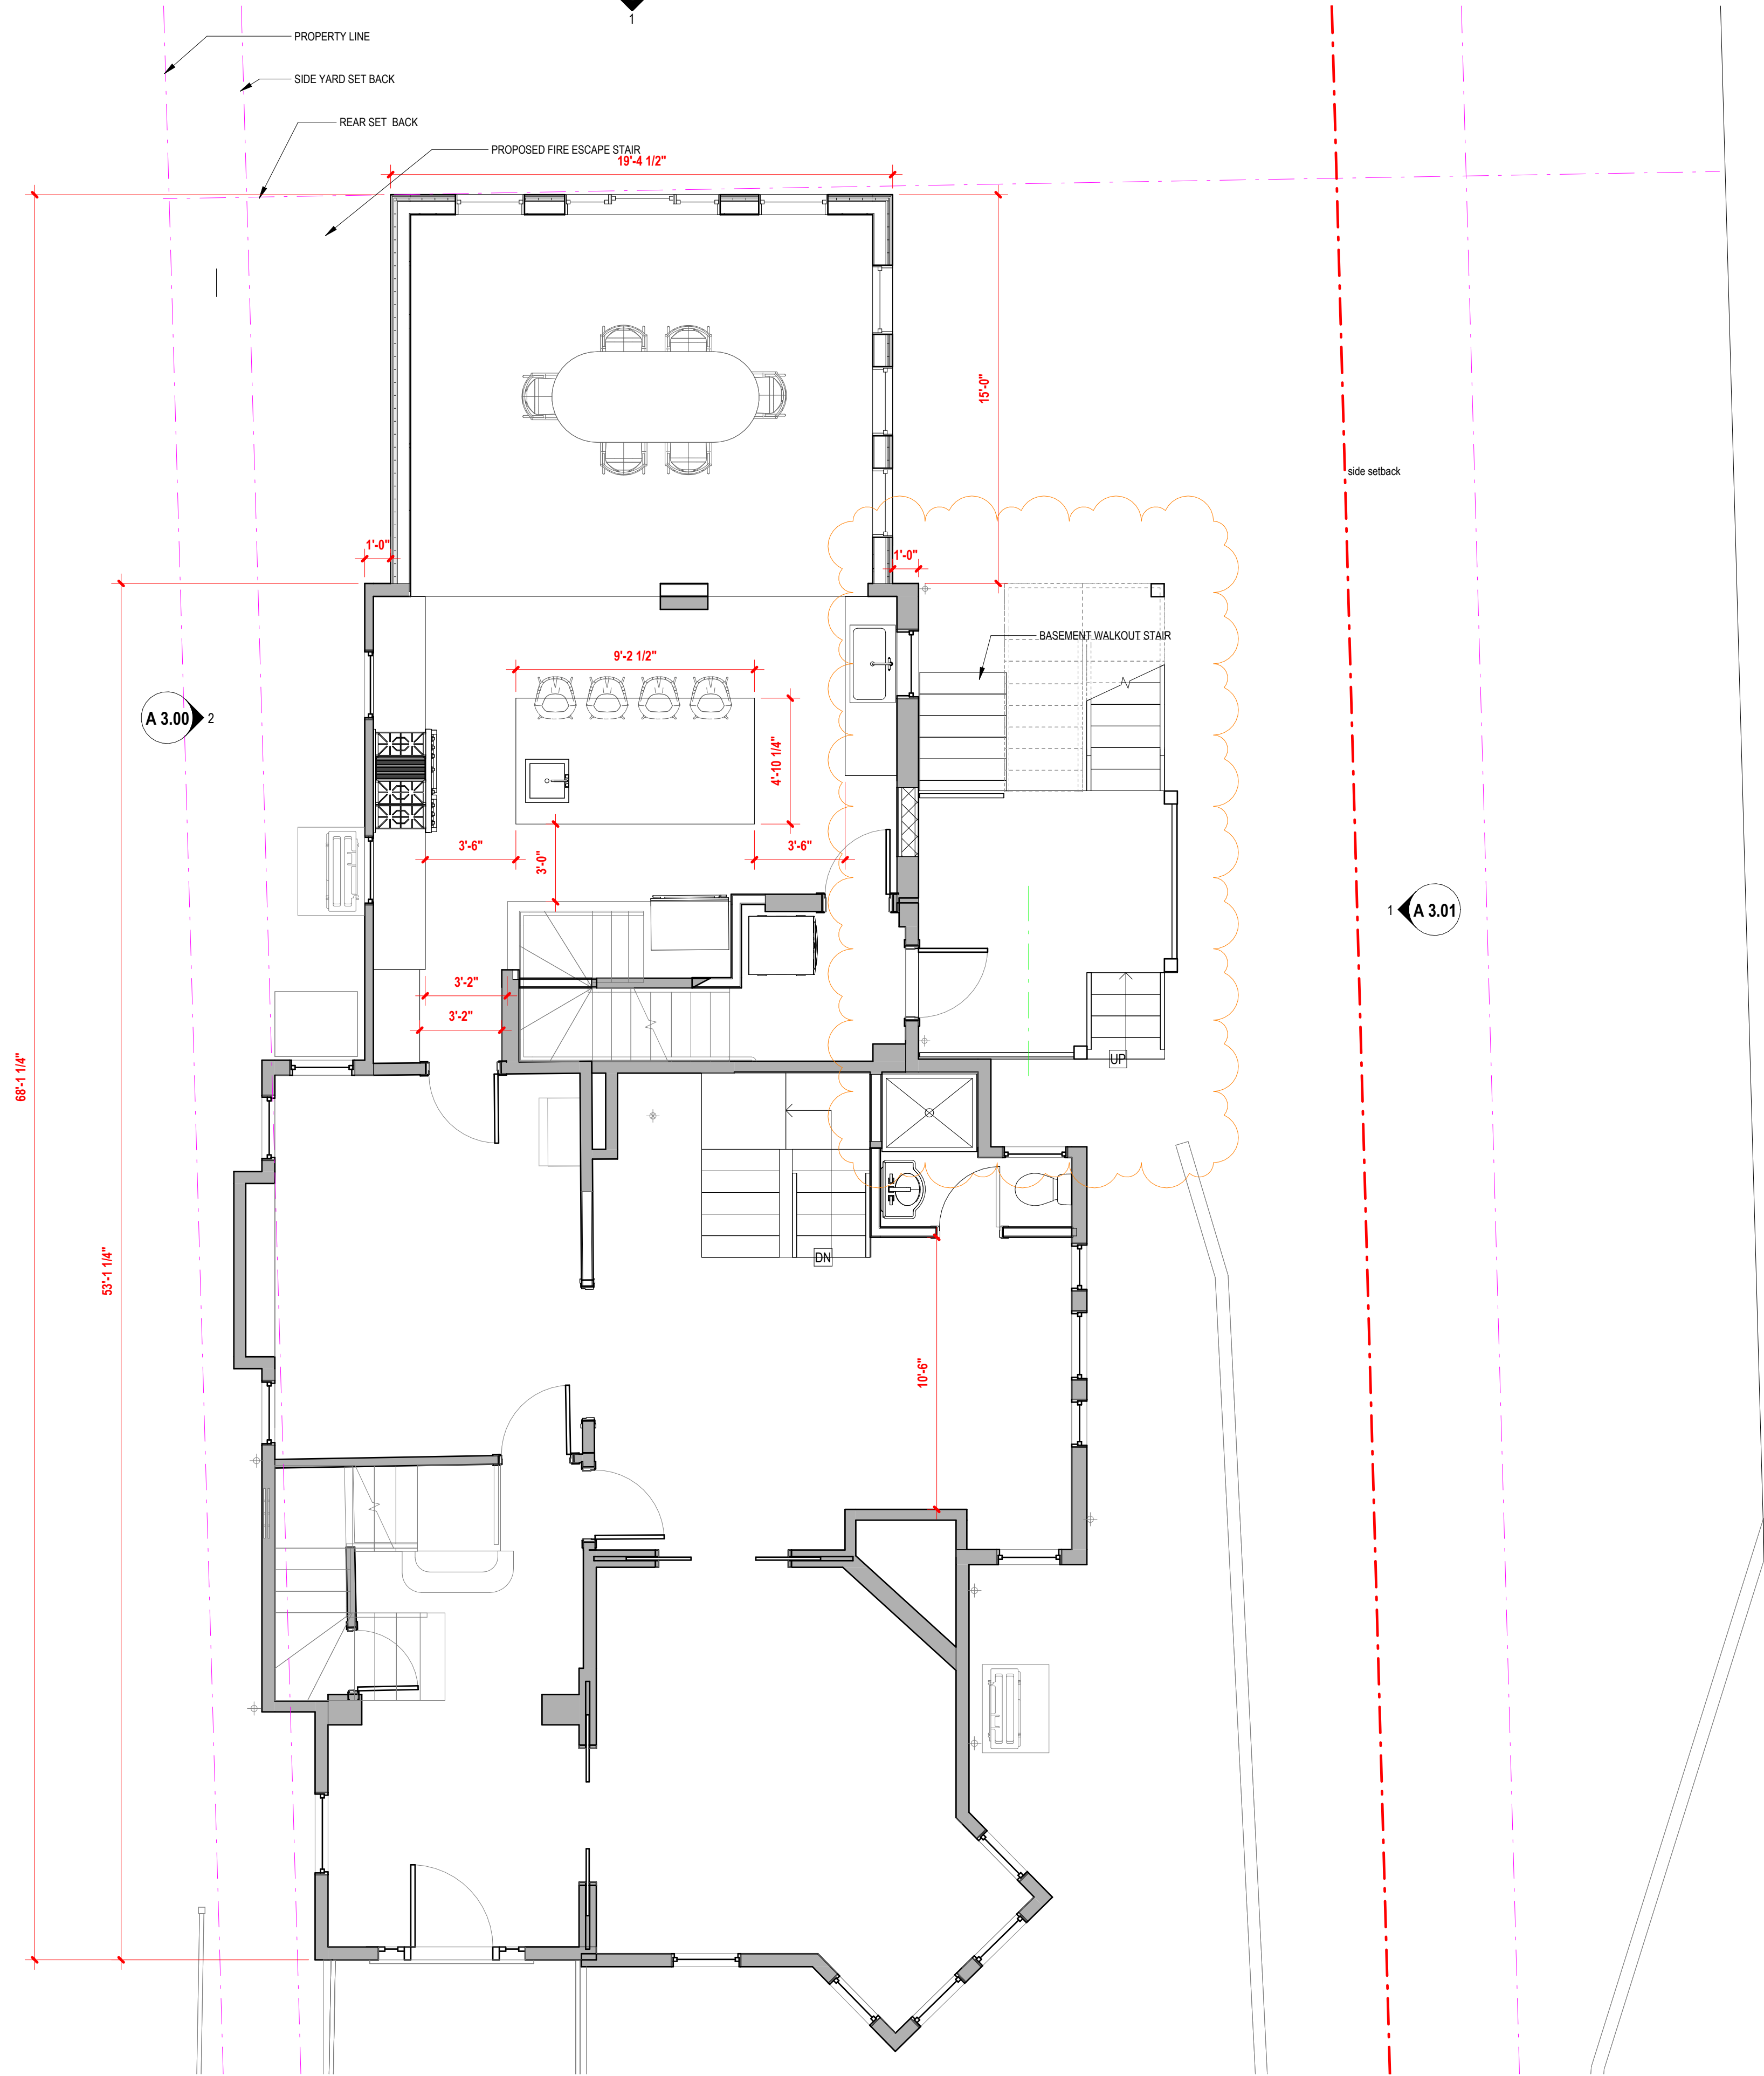 1
PROPERTY LINE
SIDE YARD SET BACK
REAR SET BACK
PROPOSED FIRE ESCAPE STAIR
19'-4 1/2"
15'-0"
side setback
1'-0"
1'-0"
BASEMENT WALKOUT STAIR
9'-2 1/2"
A 3.00
2
4'-10 1/4"
3'-6"
3'-0"
3'-6"
1
A 3.01
3'-2"
3'-2"
UP
68'-1 1/4"
53'-1 1/4"
DN
10'-6"